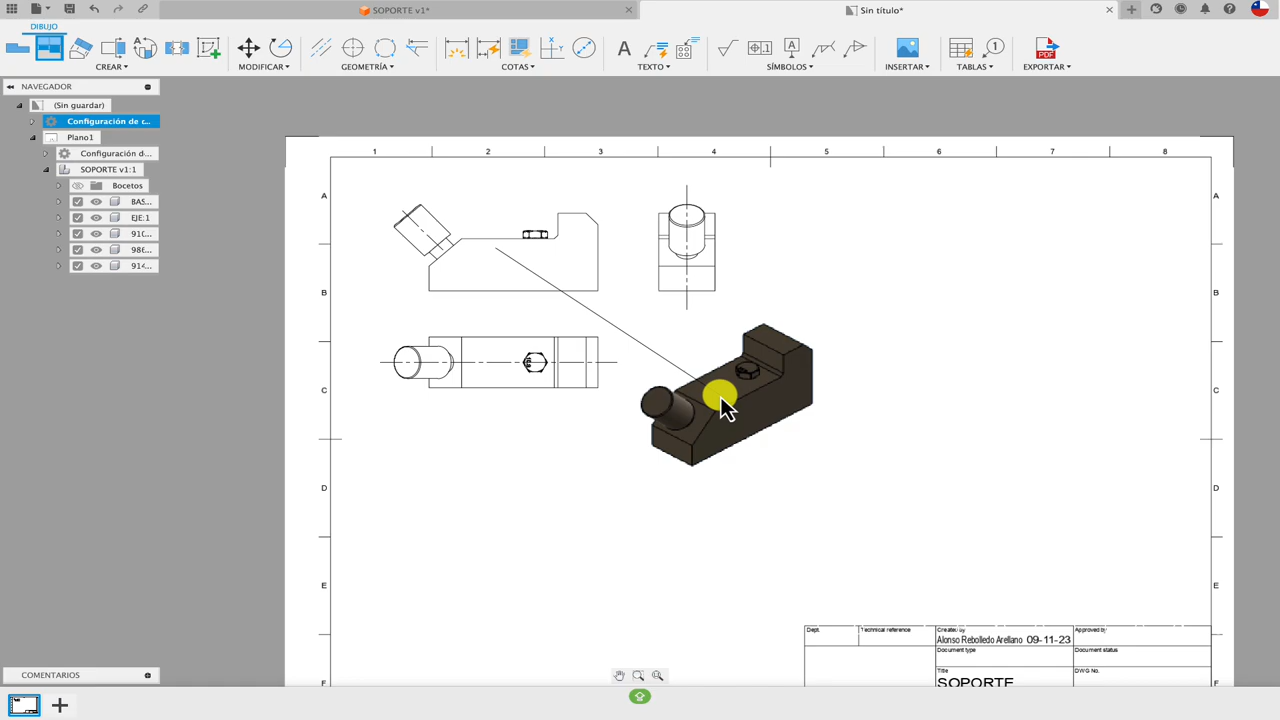 SOPORTE v1*
Sin título*
DIBUJO
CREAR
MODIFICAR
GEOMETRÍA
COTAS
TEXTO
SÍMBOLOS
INSERTAR
TABLAS
EXPORTAR
NAVEGADOR
(Sin guardar)
Configuración de c...
Plano1
Configuración d...
SOPORTE v1:1
Bocetos
BAS...
EJE:1
91(...
98E...
914...
1 2 3 4 5 6 7 8
A A
B B
C C
D D
E E
F F
Dept. Technical reference Created by Approved by
Alonso Rebolledo Arellano 09-11-23
Document type Document status
Title DWG No.
SOPORTE
COMENTARIOS
PDF